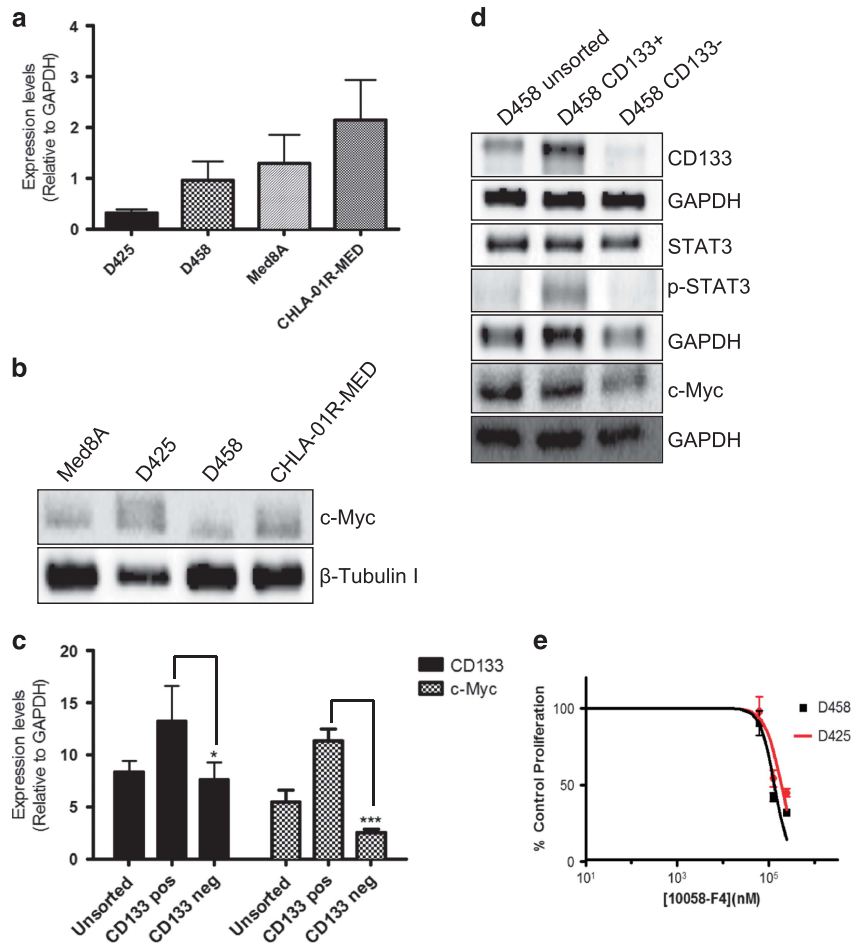 a
Expression levels
(Relative to GAPDH)
4
3
2
1
0
D425
D458
Med8A
CHLA-01R-MED
b
Med8A
D425
D458
CHLA-01R-MED
c-Myc
β-Tubulin I
c
Expression levels
(Relative to GAPDH)
20
15
10
5
0
*
***
Unsorted
CD133 pos
CD133 neg
Unsorted
CD133 pos
CD133 neg
CD133
c-Myc
d
D458 unsorted
D458 CD133+
D458 CD133-
CD133
GAPDH
STAT3
p-STAT3
GAPDH
c-Myc
GAPDH
e
% Control Proliferation
100
50
0
10¹
10³
10⁵
[10058-F4](nM)
D458
D425